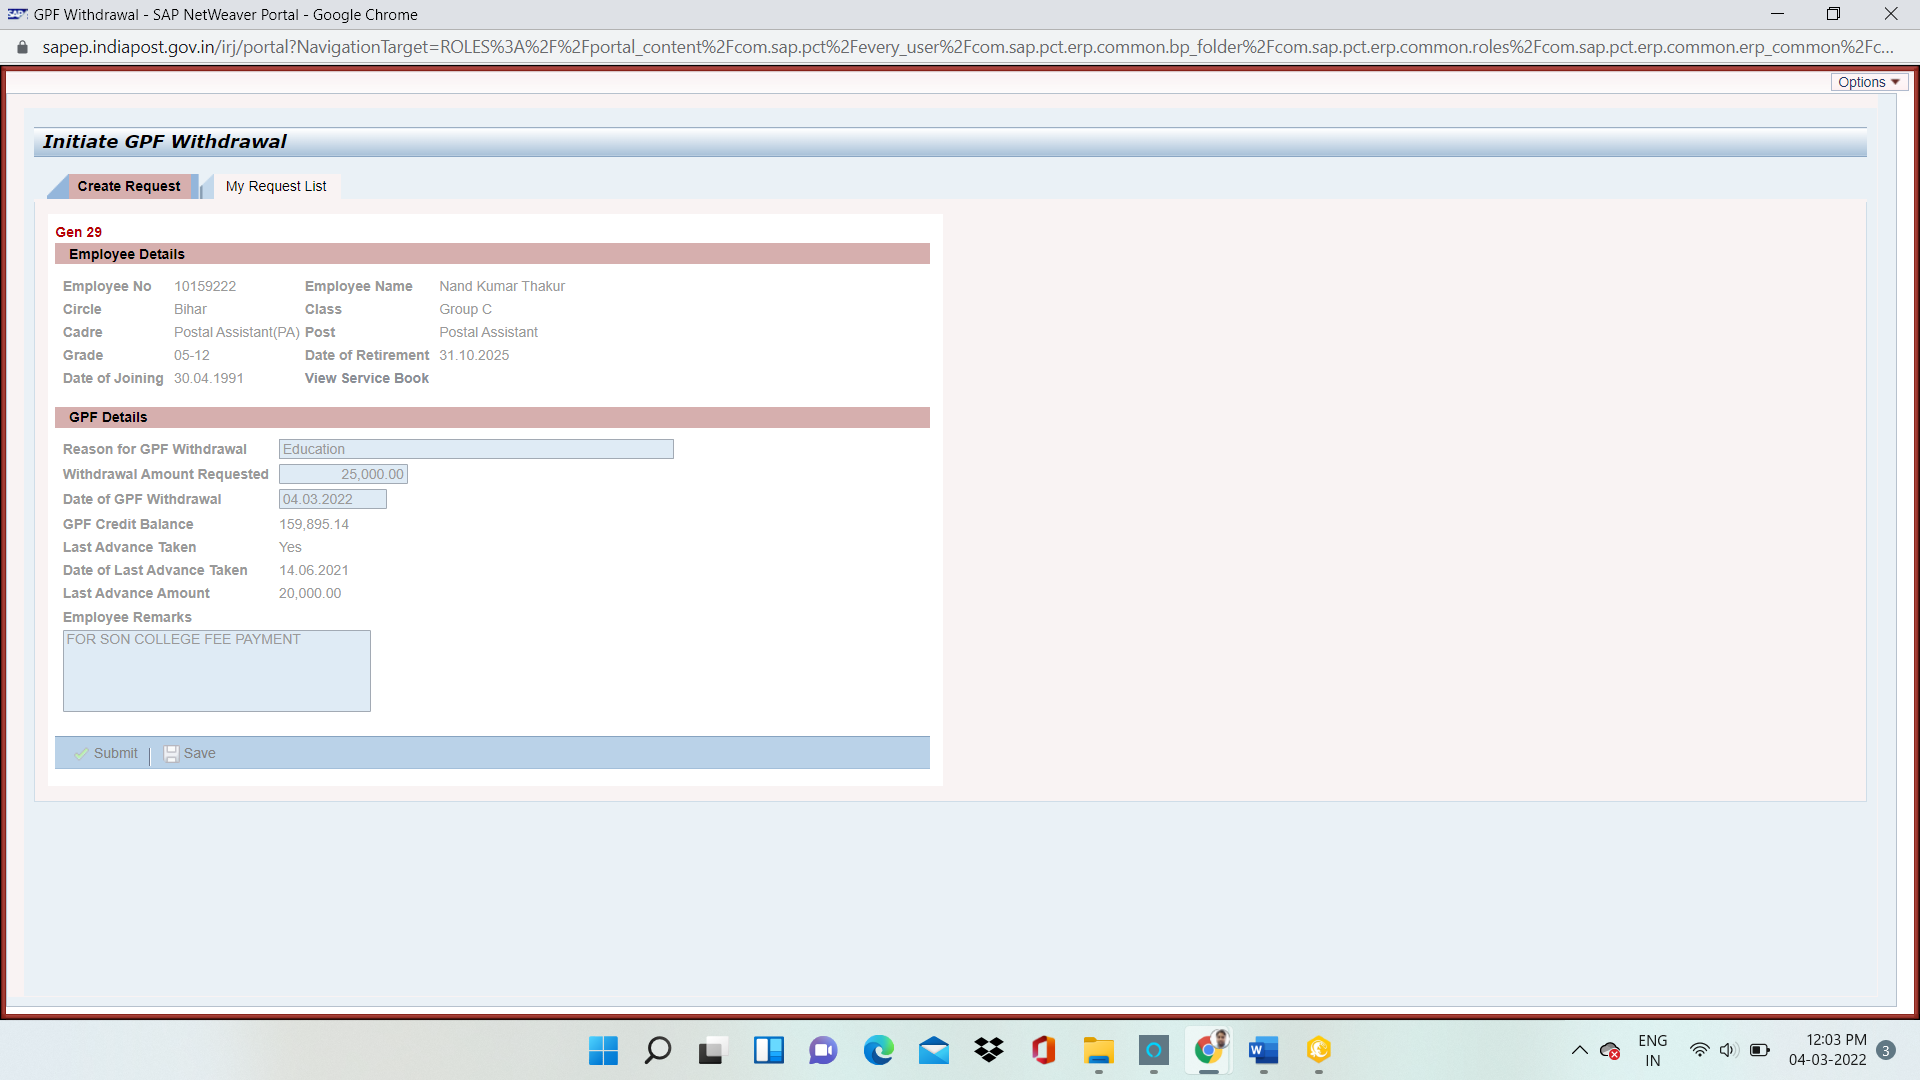 GPF Withdrawal - SAP NetWeaver Portal - Google Chrome
sapep.indiapost.gov.in/irj/portal?NavigationTarget=ROLES%3A%2F%2Fportal_content%2Fcom.sap.pct%2Fevery_user%2Fcom.sap.pct.erp.common.bp_folder%2Fcom.sap.pct.erp.common.roles%2Fcom.sap.pct.erp.common.erp_common%2Fc...
Options
Initiate GPF Withdrawal
Create Request My Request List
Gen 29
Employee Details
Employee No 10159222 Employee Name Nand Kumar Thakur
Circle Bihar Class Group C
Cadre Postal Assistant(PA) Post Postal Assistant
Grade 05-12 Date of Retirement 31.10.2025
Date of Joining 30.04.1991 View Service Book
GPF Details
Reason for GPF Withdrawal Education
Withdrawal Amount Requested 25,000.00
Date of GPF Withdrawal 04.03.2022
GPF Credit Balance 159,895.14
Last Advance Taken Yes
Date of Last Advance Taken 14.06.2021
Last Advance Amount 20,000.00
Employee Remarks
FOR SON COLLEGE FEE PAYMENT
Submit Save
ENG 12:03 PM
IN 04-03-2022 3